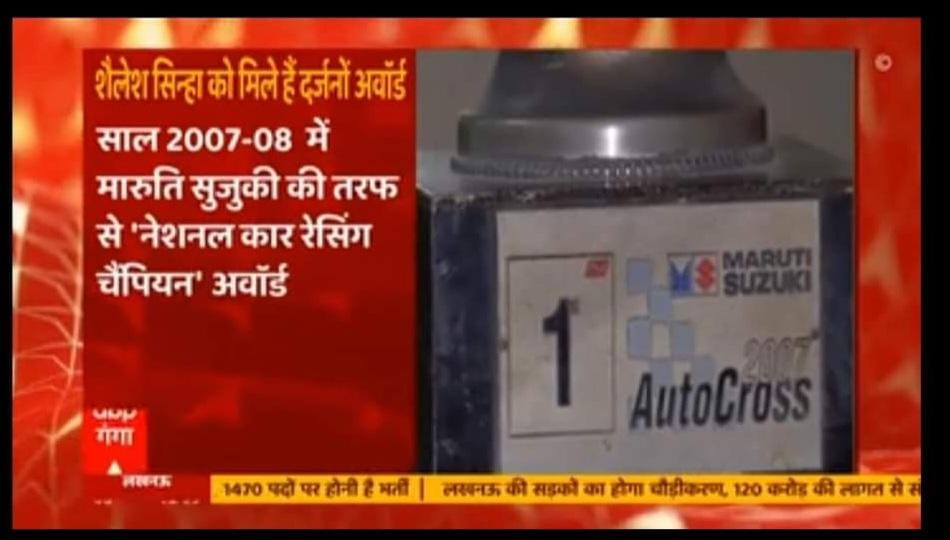 शैलेश सिन्हा को मिले हैं दर्जनों अवॉर्ड
साल 2007-08 में
मारुति सुजुकी की तरफ
से 'नेशनल कार रेसिंग
चैंपियन' अवॉर्ड
1
MARUTI
SUZUKI
2007
AutoCross
abp
गंगा
लखनऊ
1470 पदों पर होनी है भर्ती | लखनऊ की सड़कों का होगा चौड़ीकरण, 120 करोड़ की लागत से